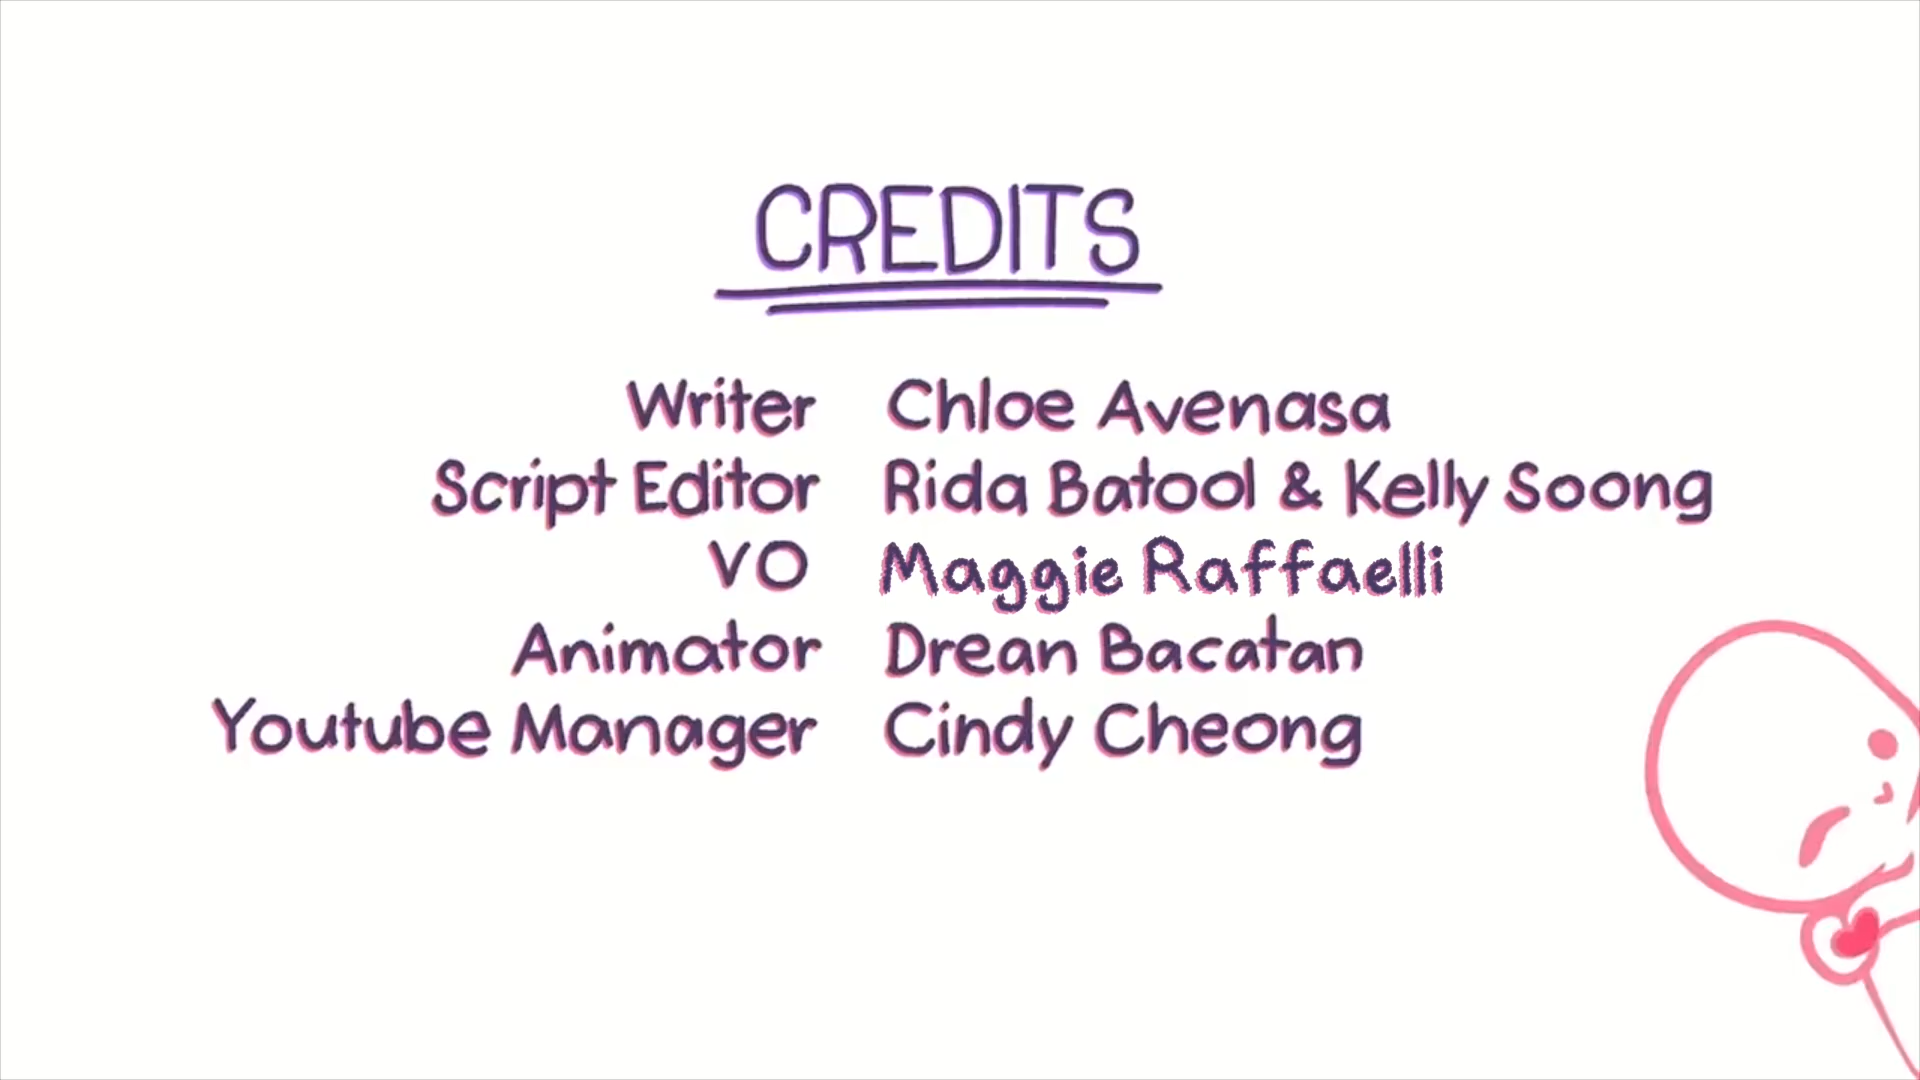 CREDITS
Writer Chloe Avenasa
Script Editor Rida Batool & Kelly Soong
VO Maggie Raffaelli
Animator Drean Bacatan
Youtube Manager Cindy Cheong